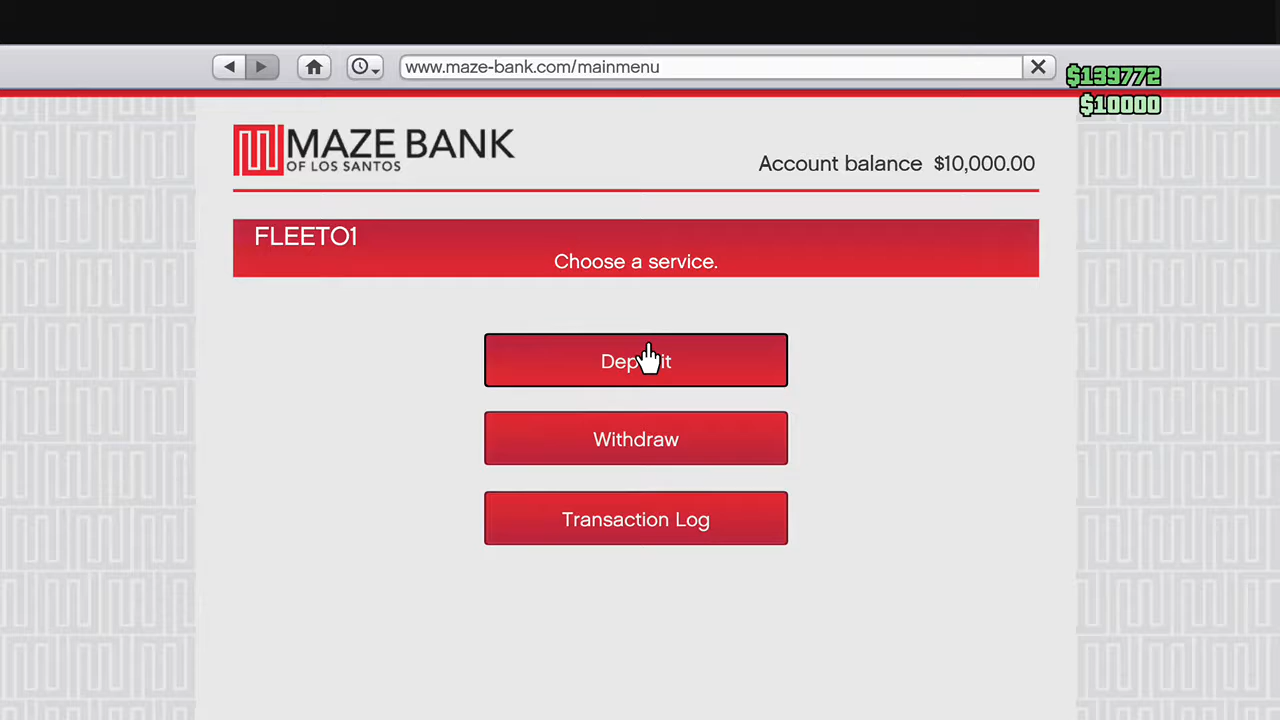 www.maze-bank.com/mainmenu
$139772
$10000
MAZE BANK
OF LOS SANTOS
Account balance $10,000.00
FLEETO1
Choose a service.
Withdraw
Transaction Log